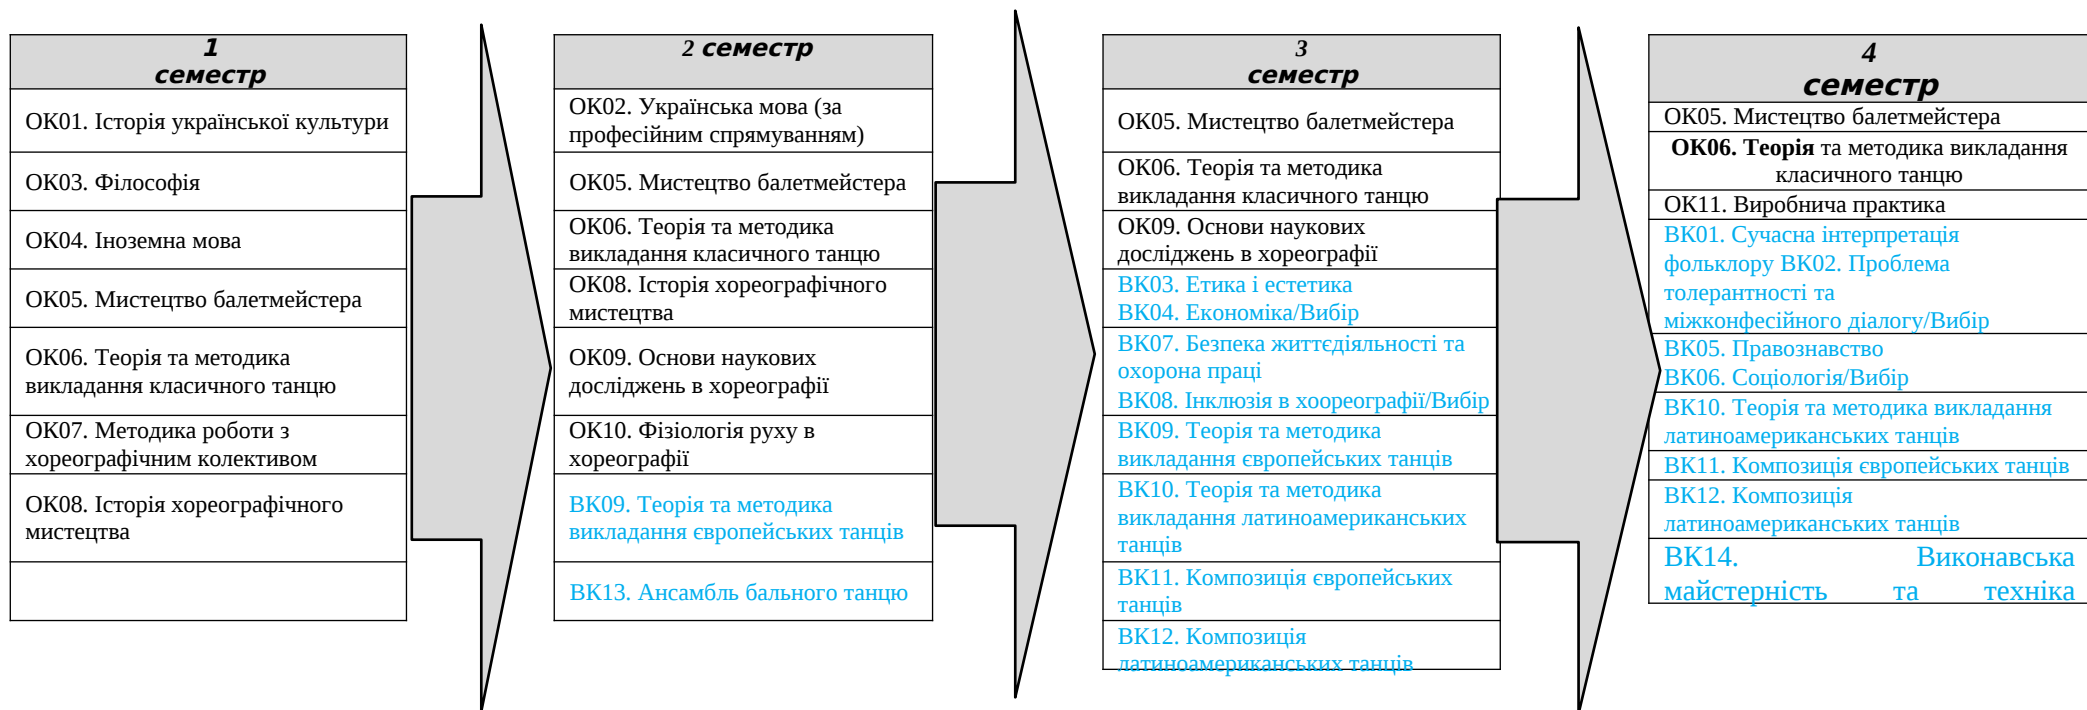 1
семестр
ОК01. Історія української культури
ОК03. Філософія
ОК04. Іноземна мова
ОК05. Мистецтво балетмейстера
ОК06. Теорія та методика
викладання класичного танцю
ОК07. Методика роботи з
хореографічним колективом
ОК08. Історія хореографічного
мистецтва
2 семестр
ОК02. Українська мова (за
професійним спрямуванням)
ОК05. Мистецтво балетмейстера
ОК06. Теорія та методика
викладання класичного танцю
ОК08. Історія хореографічного
мистецтва
ОК09. Основи наукових
досліджень в хореографії
ОК10. Фізіологія руху в
хореографії
ВК09. Теорія та методика
викладання європейських танців
ВК13. Ансамбль бального танцю
3
семестр
ОК05. Мистецтво балетмейстера
ОК06. Теорія та методика
викладання класичного танцю
ОК09. Основи наукових
досліджень в хореографії
ВК03. Етика і естетика
ВК04. Економіка/Вибір
ВК07. Безпека життєдіяльності та
охорона праці
ВК08. Інклюзія в хоореографії/Вибір
ВК09. Теорія та методика
викладання європейських танців
ВК10. Теорія та методика
викладання латиноамериканських
танців
ВК11. Композиція європейських
танців
ВК12. Композиція
латиноамериканських танців
4
семестр
ОК05. Мистецтво балетмейстера
ОК06. Теорія та методика викладання
класичного танцю
ОК11. Виробнича практика
ВК01. Сучасна інтерпретація
фольклору ВК02. Проблема
толерантності та
міжконфесійного діалогу/Вибір
ВК05. Правознавство
ВК06. Соціологія/Вибір
ВК10. Теорія та методика викладання
латиноамериканських танців
ВК11. Композиція європейських танців
ВК12. Композиція
латиноамериканських танців
ВК14. Виконавська
майстерність та техніка